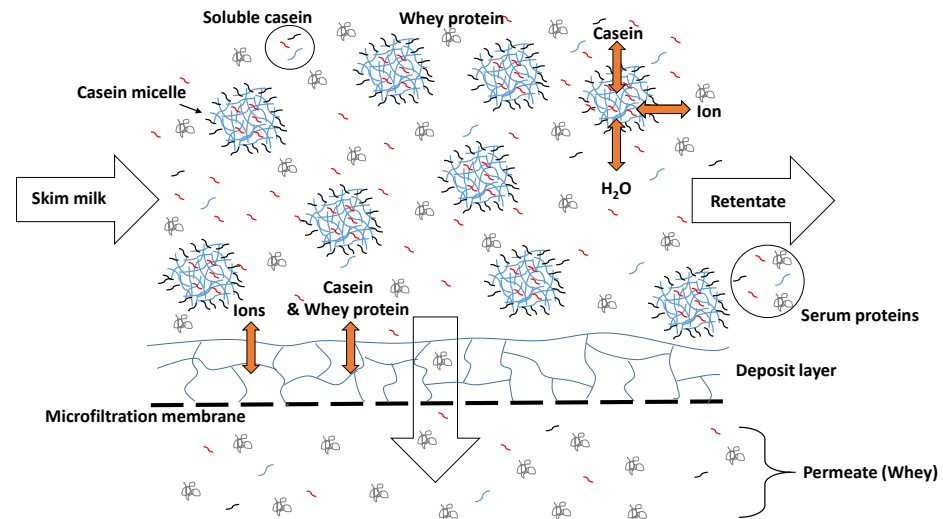 Soluble casein
Whey protein
Casein
Casein micelle
Ion
H₂O
Skim milk
Retentate
Casein
& Whey protein
Ions
Serum proteins
Deposit layer
Microfiltration membrane
Permeate (Whey)